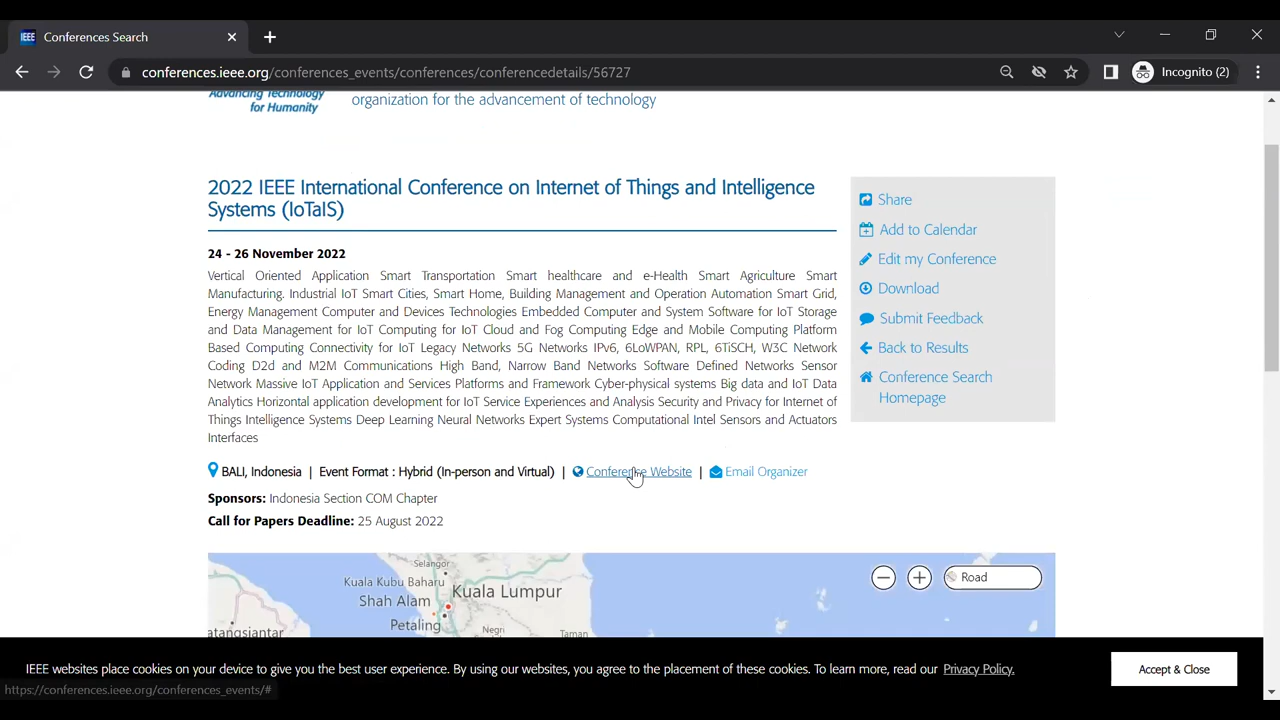 IEEE Conferences Search
conferences.ieee.org/conferences_events/conferences/conferencedetails/56727
Incognito (2)
Advancing Technology
for Humanity
organization for the advancement of technology
2022 IEEE International Conference on Internet of Things and Intelligence
Systems (IoTaIS)
24 - 26 November 2022
Vertical Oriented Application Smart Transportation Smart healthcare and e-Health Smart Agriculture Smart
Manufacturing. Industrial IoT Smart Cities, Smart Home, Building Management and Operation Automation Smart Grid,
Energy Management Computer and Devices Technologies Embedded Computer and System Software for IoT Storage
and Data Management for IoT Computing for IoT Cloud and Fog Computing Edge and Mobile Computing Platform
Based Computing Connectivity for IoT Legacy Networks 5G Networks IPv6, 6LoWPAN, RPL, 6TiSCH, W3C Network
Coding D2d and M2M Communications High Band, Narrow Band Networks Software Defined Networks Sensor
Network Massive IoT Application and Services Platforms and Framework Cyber-physical systems Big data and IoT Data
Analytics Horizontal application development for IoT Service Experiences and Analysis Security and Privacy for Internet of
Things Intelligence Systems Deep Learning Neural Networks Expert Systems Computational Intel Sensors and Actuators
Interfaces
BALI, Indonesia | Event Format : Hybrid (In-person and Virtual) | Conference Website | Email Organizer
Sponsors: Indonesia Section COM Chapter
Call for Papers Deadline: 25 August 2022
Share
Add to Calendar
Edit my Conference
Download
Submit Feedback
Back to Results
Conference Search
Homepage
Selangor
Kuala Kubu Baharu
Kuala Lumpur
Shah Alam
Petaling
Negri
Taman
atangsiantar
Road
IEEE websites place cookies on your device to give you the best user experience. By using our websites, you agree to the placement of these cookies. To learn more, read our Privacy Policy.
Accept & Close
https://conferences.ieee.org/conferences_events/#